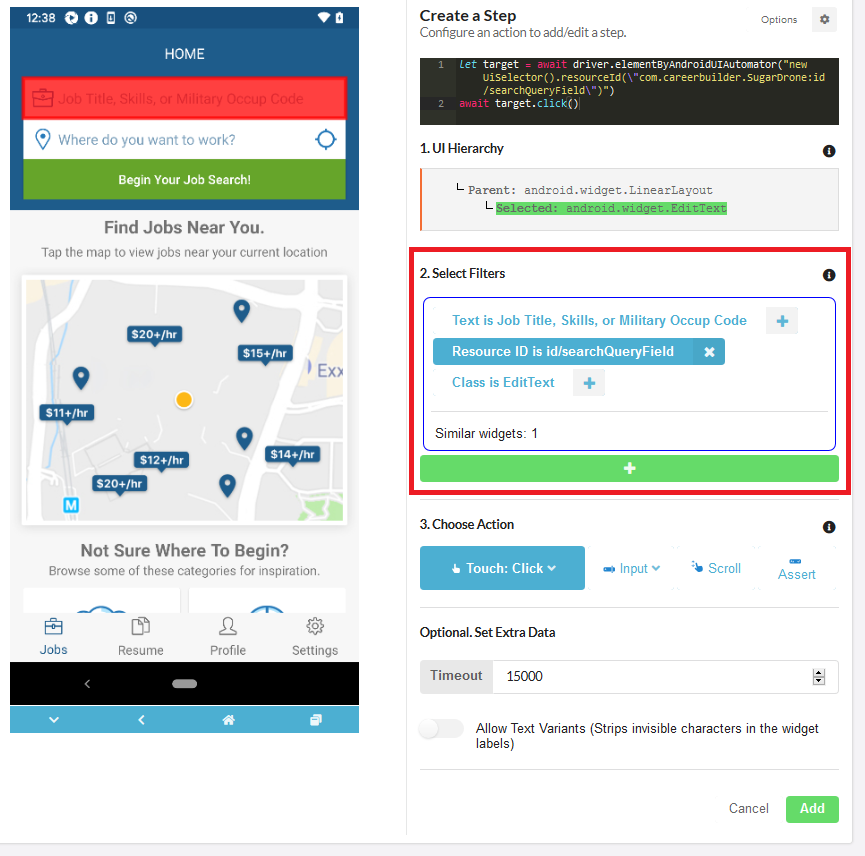 12:38
HOME
Job Title, Skills, or Military Occup Code
Where do you want to work?
Begin Your Job Search!
Find Jobs Near You.
Tap the map to view jobs near your current location
$20+/hr
$15+/hr
Exx
$11+/hr
$12+/hr
$14+/hr
$20+/hr
M
Not Sure Where To Begin?
Browse some of these categories for inspiration.
Jobs
Resume
Profile
Settings
Create a Step
Options
Configure an action to add/edit a step.
1 let target = await driver.elementByAndroidUIAutomator("new
UiSelector().resourceId(\"com.careerbuilder.SugarDrone:id
/searchQueryField\")")
2 await target.click()
1. UI Hierarchy
Parent: android.widget.LinearLayout
Selected: android.widget.EditText
2. Select Filters
Text is Job Title, Skills, or Military Occup Code
Resource ID is id/searchQueryField
Class is EditText
Similar widgets: 1
3. Choose Action
Touch: Click
Input
Scroll
Assert
Optional. Set Extra Data
Timeout 15000
Allow Text Variants (Strips invisible characters in the widget
labels)
Cancel
Add